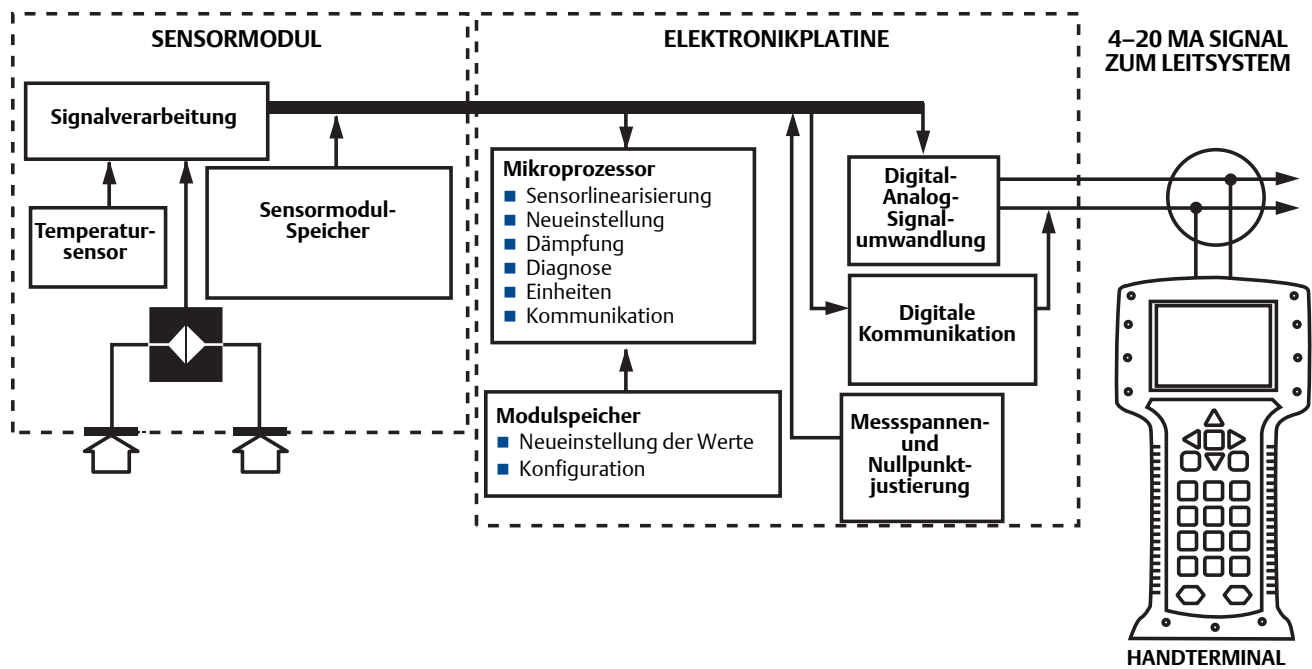 SENSORMODUL
Signalverarbeitung
Temperatur-
sensor
Sensormodul-
Speicher
ELEKTRONIKPLATINE
Mikroprozessor
Sensorlinearisierung
Neueinstellung
Dämpfung
Diagnose
Einheiten
Kommunikation
Modulspeicher
Neueinstellung der Werte
Konfiguration
Digital-
Analog-
Signal-
umwandlung
Digitale
Kommunikation
Messspannen-
und
Nullpunkt-
justierung
4–20 MA SIGNAL
ZUM LEITSYSTEM
HANDTERMINAL